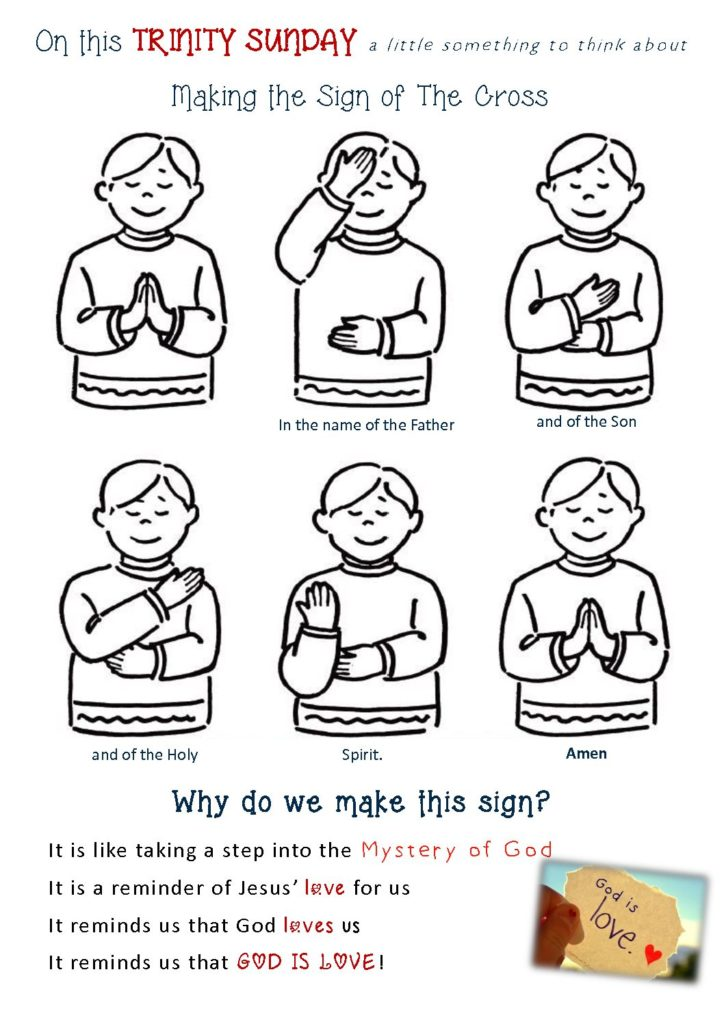 On this TRINITY SUNDAY a little something to think about
Making the Sign of The Cross
In the name of the Father
and of the Son
and of the Holy
Spirit.
Amen
Why do we make this sign?
It is like taking a step into the Mystery of God
It is a reminder of Jesus’ love for us
It reminds us that God loves us
It reminds us that GOD IS LOVE!
God is
love.